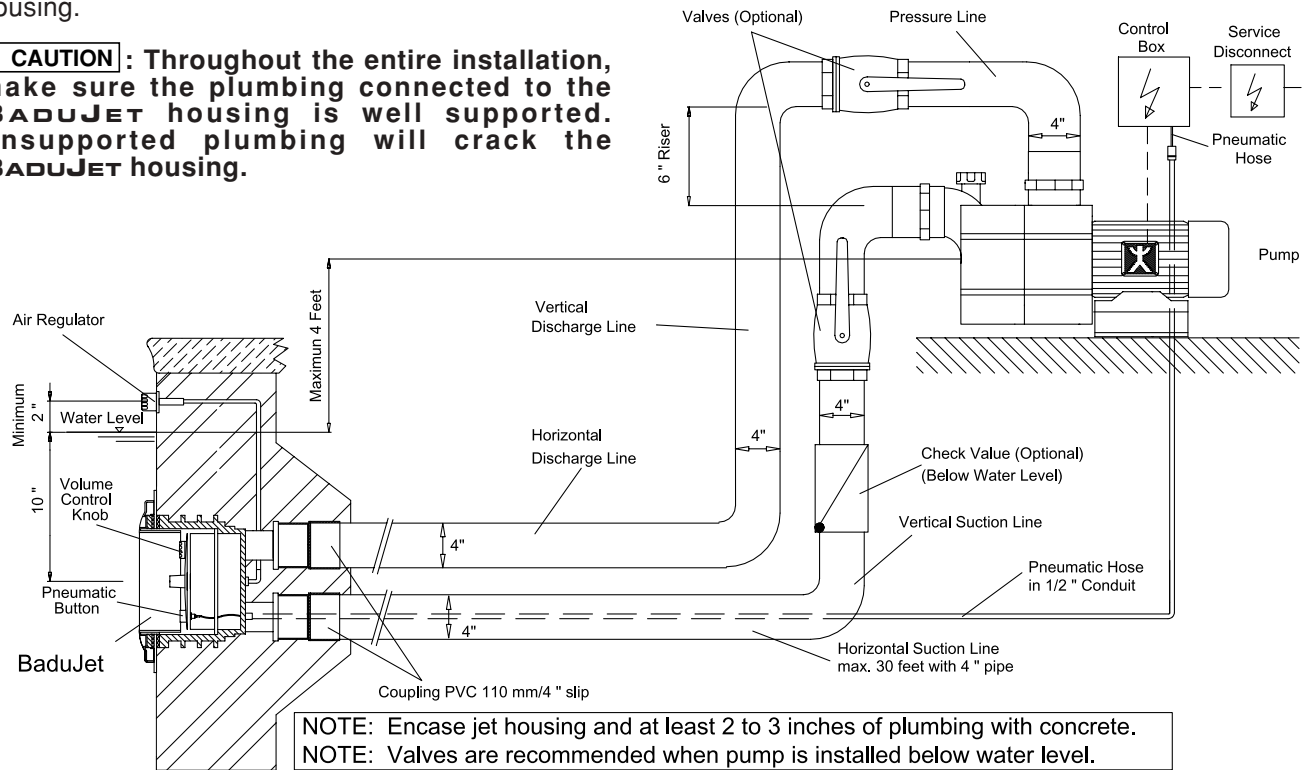 ousing.
CAUTION : Throughout the entire installation,
ake sure the plumbing connected to the
BADUJET housing is well supported.
nsupported plumbing will crack the
BADUJET housing.
Valves (Optional)
Pressure Line
Control
Box
Service
Disconnect
4"
Pneumatic
Hose
6 " Riser
Pump
Maximun 4 Feet
Vertical
Discharge Line
Air Regulator
Minimum
2 "
Water Level
10 "
4"
4"
Horizontal
Discharge Line
Check Value (Optional)
(Below Water Level)
Volume
Control
Knob
Vertical Suction Line
4"
Pneumatic
Button
Pneumatic Hose
in 1/2 " Conduit
4"
BaduJet
Horizontal Suction Line
max. 30 feet with 4 " pipe
Coupling PVC 110 mm/4 " slip
NOTE: Encase jet housing and at least 2 to 3 inches of plumbing with concrete.
NOTE: Valves are recommended when pump is installed below water level.